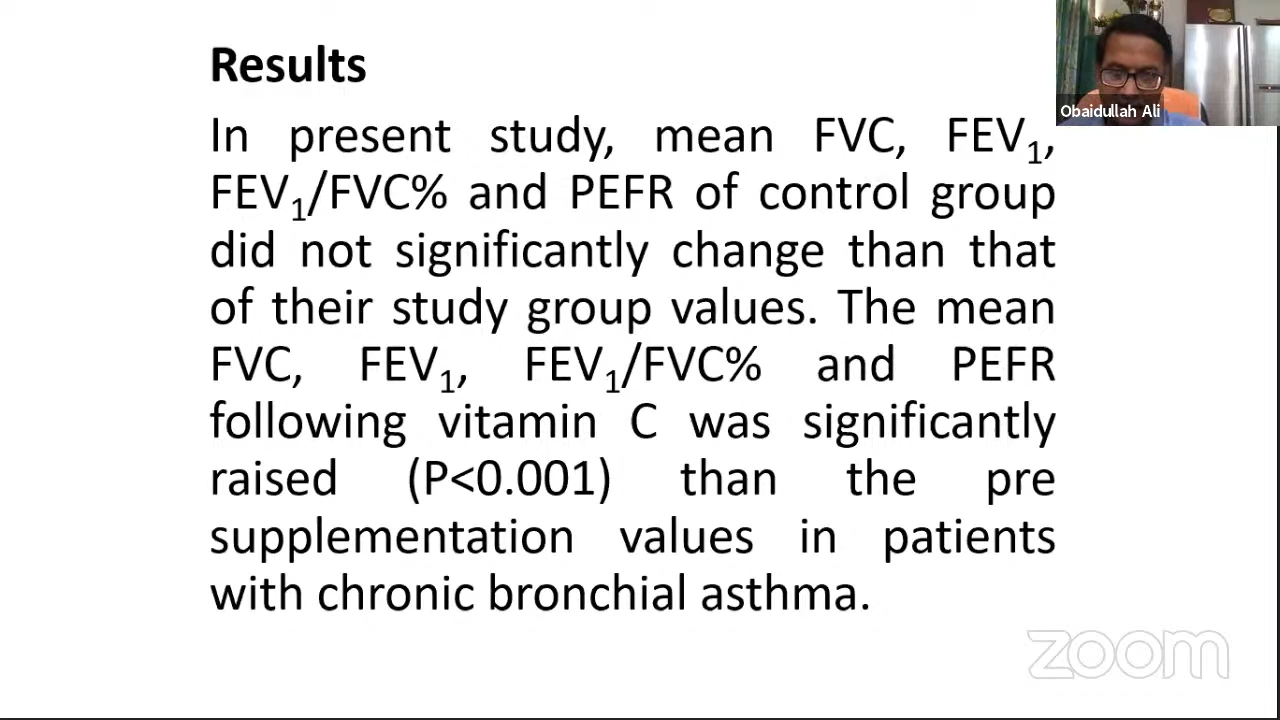 Results
In present study, mean FVC, FEV₁,
FEV₁/FVC% and PEFR of control group
did not significantly change than that
of their study group values. The mean
FVC, FEV₁, FEV₁/FVC% and PEFR
following vitamin C was significantly
raised (P<0.001) than the pre
supplementation values in patients
with chronic bronchial asthma.
Obaidullah Ali
zoom